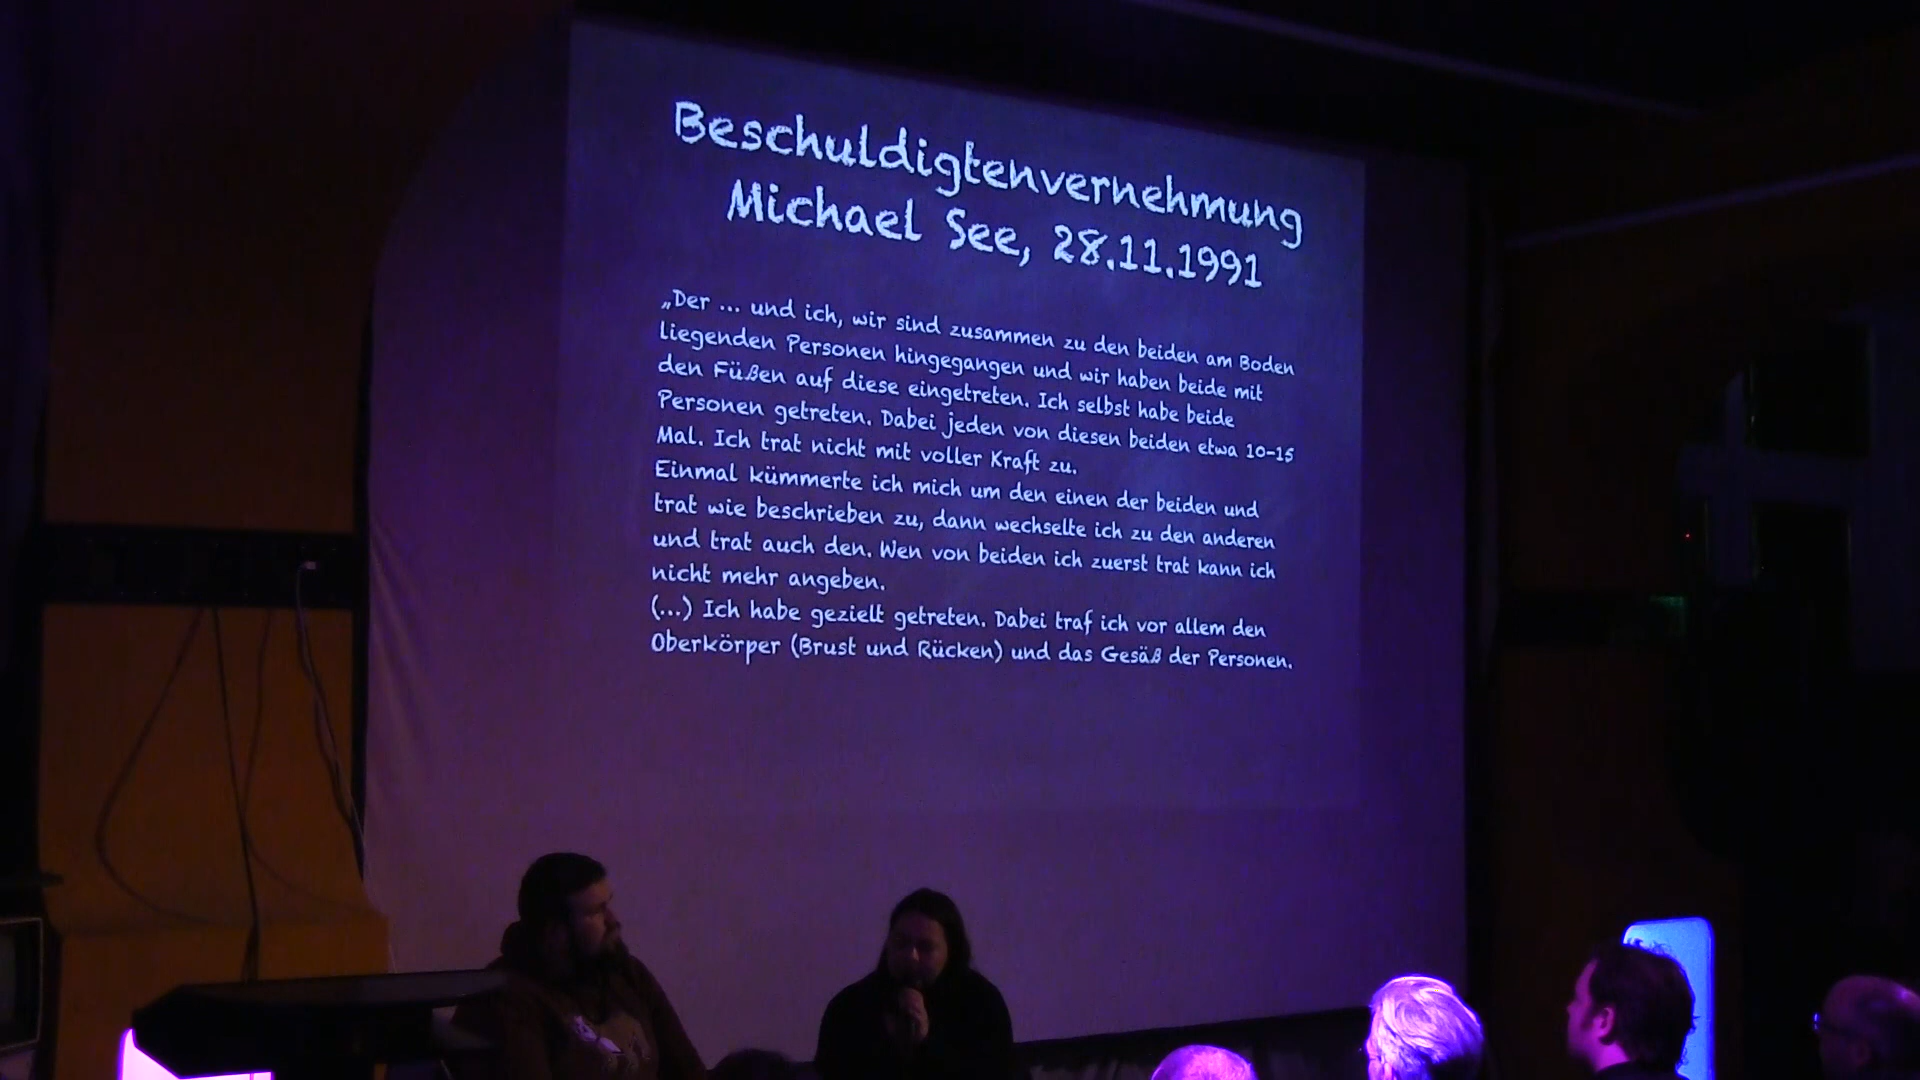 Beschuldigtenvernehmung
Michael See, 28.11.1991
„Der ... und ich, wir sind zusammen zu den beiden am Boden
liegenden Personen hingegangen und wir haben beide mit
den Füßen auf diese eingetreten. Ich selbst habe beide
Personen getreten. Dabei jeden von diesen beiden etwa 10-15
Mal. Ich trat nicht mit voller Kraft zu.
Einmal kümmerte ich mich um den einen der beiden und
trat wie beschrieben zu, dann wechselte ich zu den anderen
und trat auch den. Wen von beiden ich zuerst trat kann ich
nicht mehr angeben.
(...) Ich habe gezielt getreten. Dabei traf ich vor allem den
Oberkörper (Brust und Rücken) und das Gesäß der Personen.